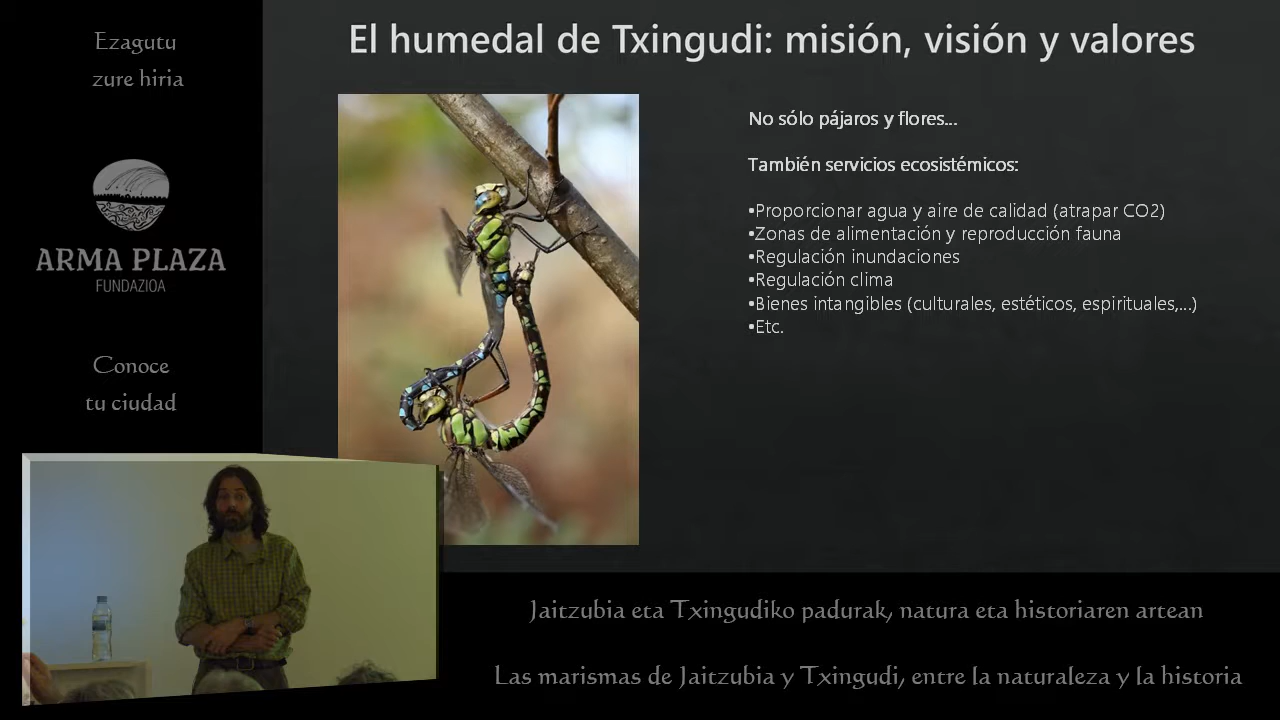 Ezagutu
zure hiria
ARMA PLAZA
FUNDAZIOA
Conoce
tu ciudad
El humedal de Txingudi: misión, visión y valores
No sólo pájaros y flores...
También servicios ecosistémicos:
•Proporcionar agua y aire de calidad (atrapar CO2)
•Zonas de alimentación y reproducción fauna
•Regulación inundaciones
•Regulación clima
•Bienes intangibles (culturales, estéticos, espirituales,...)
•Etc.
Jaitzubia eta Txingudiko padurak, natura eta historiaren artean
Las marismas de Jaitzubia y Txingudi, entre la naturaleza y la historia